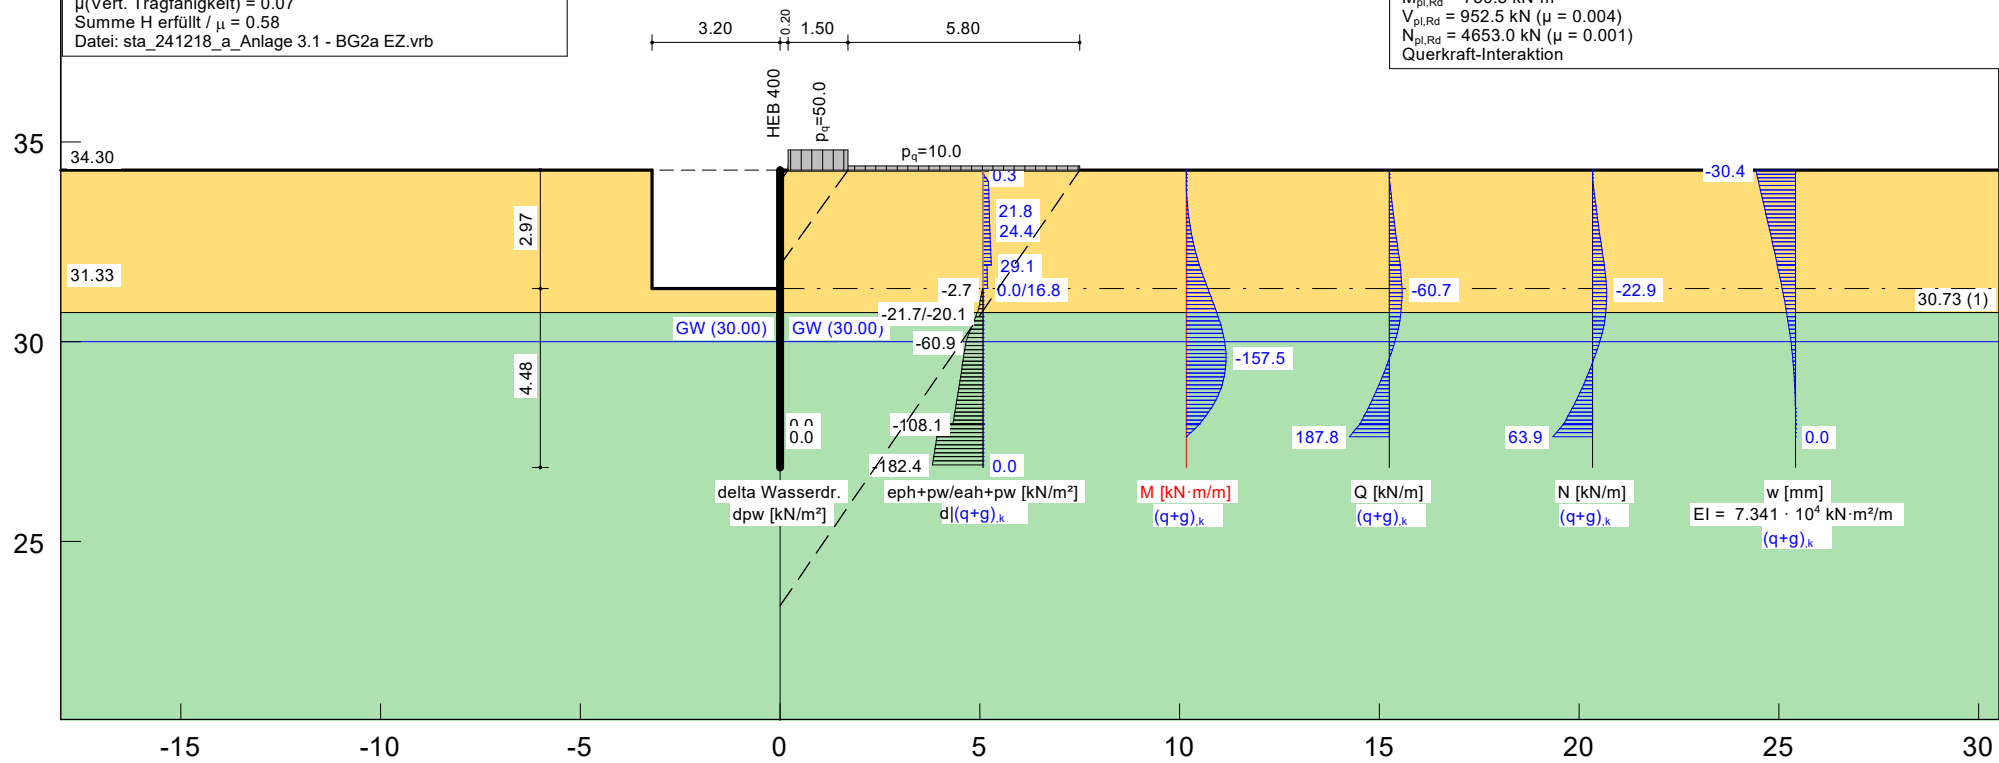 μ(Vert. Tragfähigkeit) = 0.07
Summe H erfüllt / μ = 0.58
Datei: sta_241218_a_Anlage 3.1 - BG2a EZ.vrb
V_pl,Rd = 952.5 kN (μ = 0.004)
N_pl,Rd = 4653.0 kN (μ = 0.001)
Querkraft-Interaktion
3.20
0.20
1.50
5.80
HEB 400
p_q=50.0
p_q=10.0
35
30
25
34.30
31.33
2.97
4.48
GW (30.00)
GW (30.00)
30.73 (1)
0.3
21.8
24.4
29.1
-2.7
0.0/16.8
-21.7/-20.1
-60.9
-108.1
-182.4
0.0
0.0
0.0
-157.5
-60.7
187.8
-22.9
63.9
-30.4
0.0
delta Wasserdr.
dpw [kN/m²]
eph+pw/eah+pw [kN/m²]
d|(q+g),k
M [kN·m/m]
(q+g),k
Q [kN/m]
(q+g),k
N [kN/m]
(q+g),k
w [mm]
EI = 7.341 · 10⁴ kN·m²/m
(q+g),k
-15
-10
-5
0
5
10
15
20
25
30